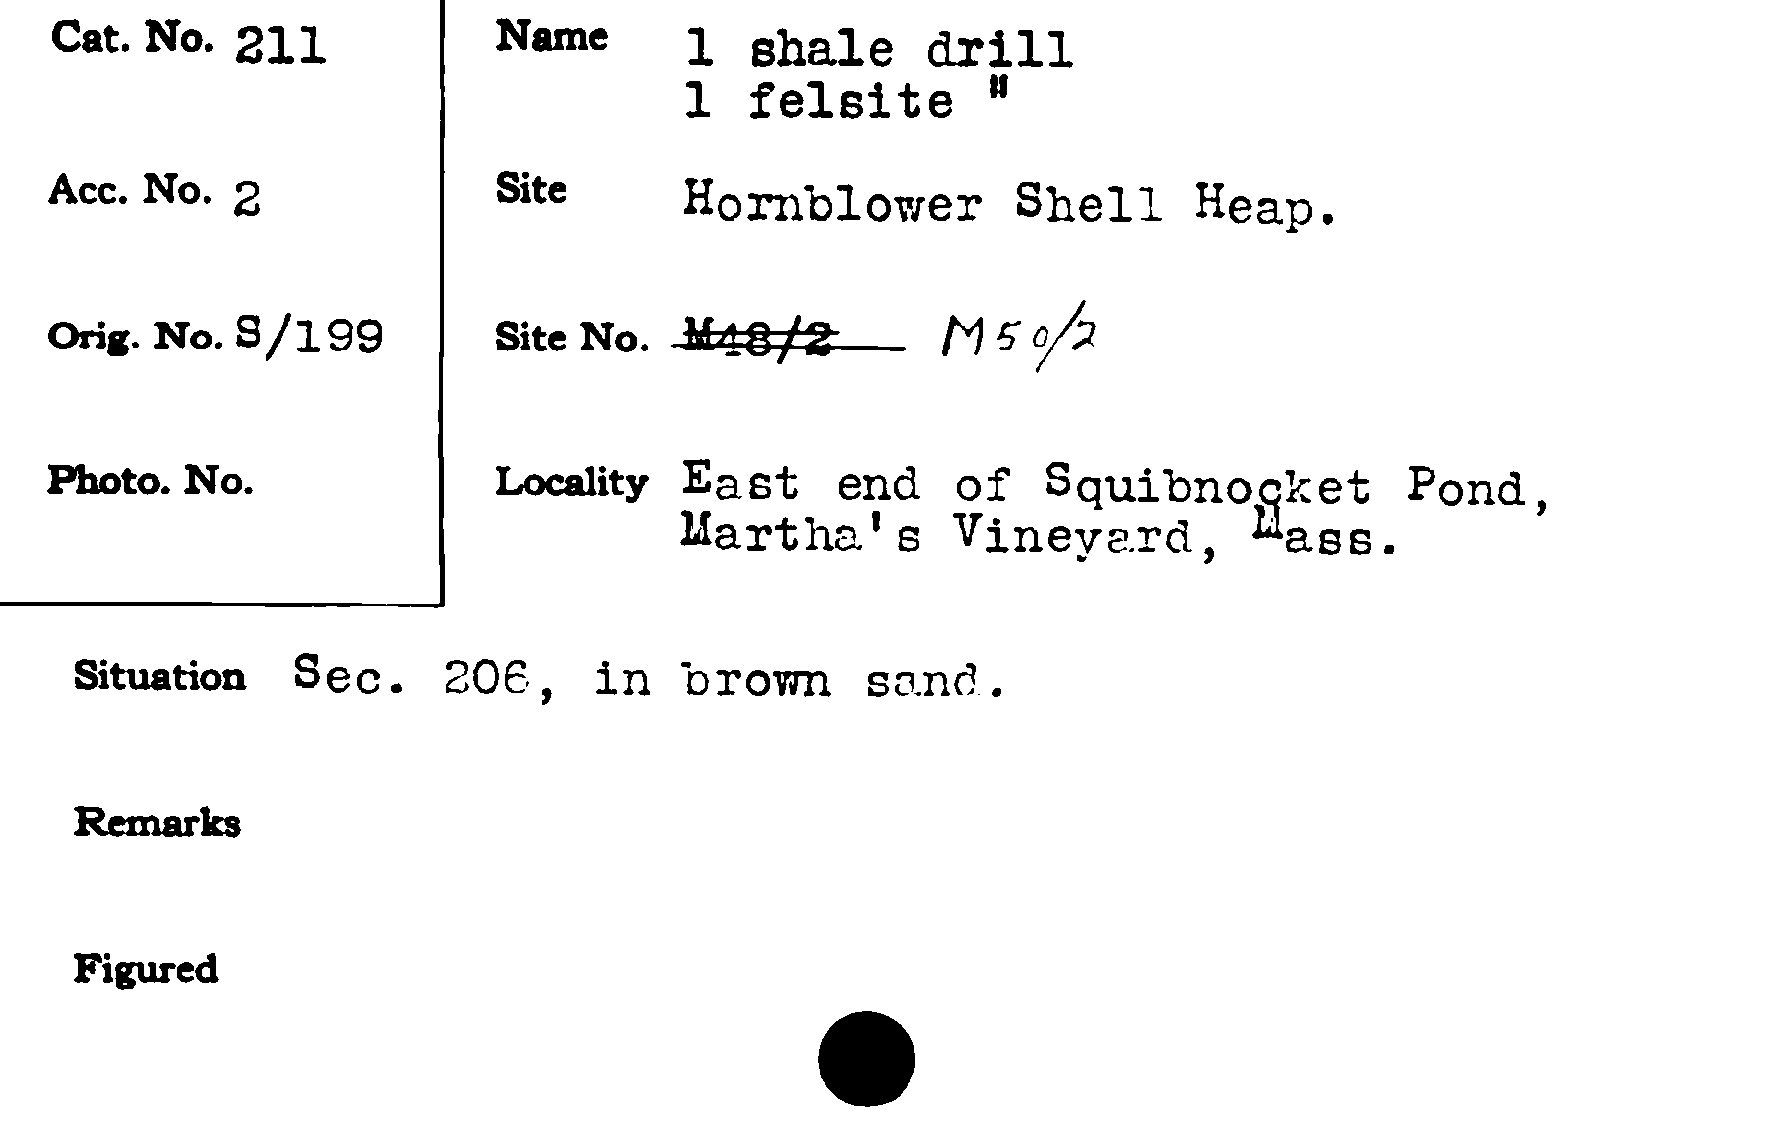 Cat. No. 211
Name 1 shale drill
1 felsite "
Acc. No. 2
Site Hornblower Shell Heap.
Orig. No. S/199
Site No. M48/2 M50/2
Photo. No.
Locality East end of Squibnocket Pond,
Martha's Vineyard, Mass.
Situation Sec. 206, in brown sand.
Remarks
Figured